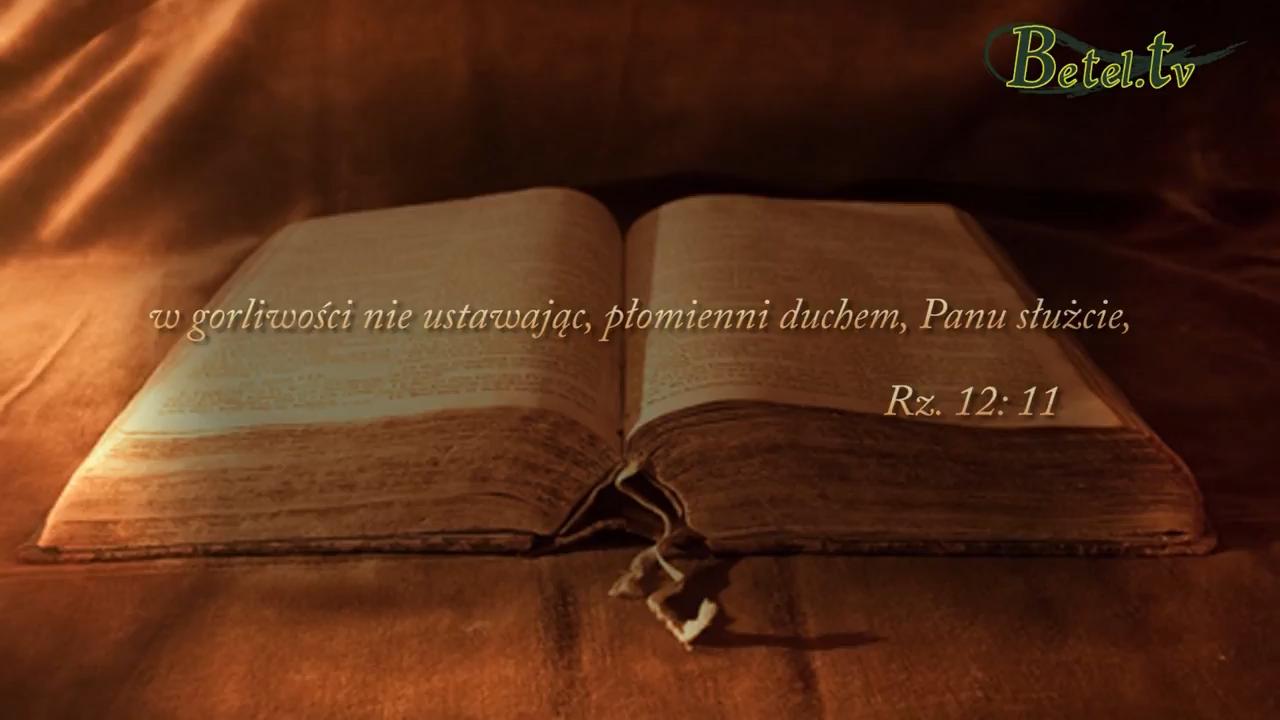 Betel.tv
w gorliwości nie ustawając, płomienni duchem, Panu służcie,
Rz. 12: 11